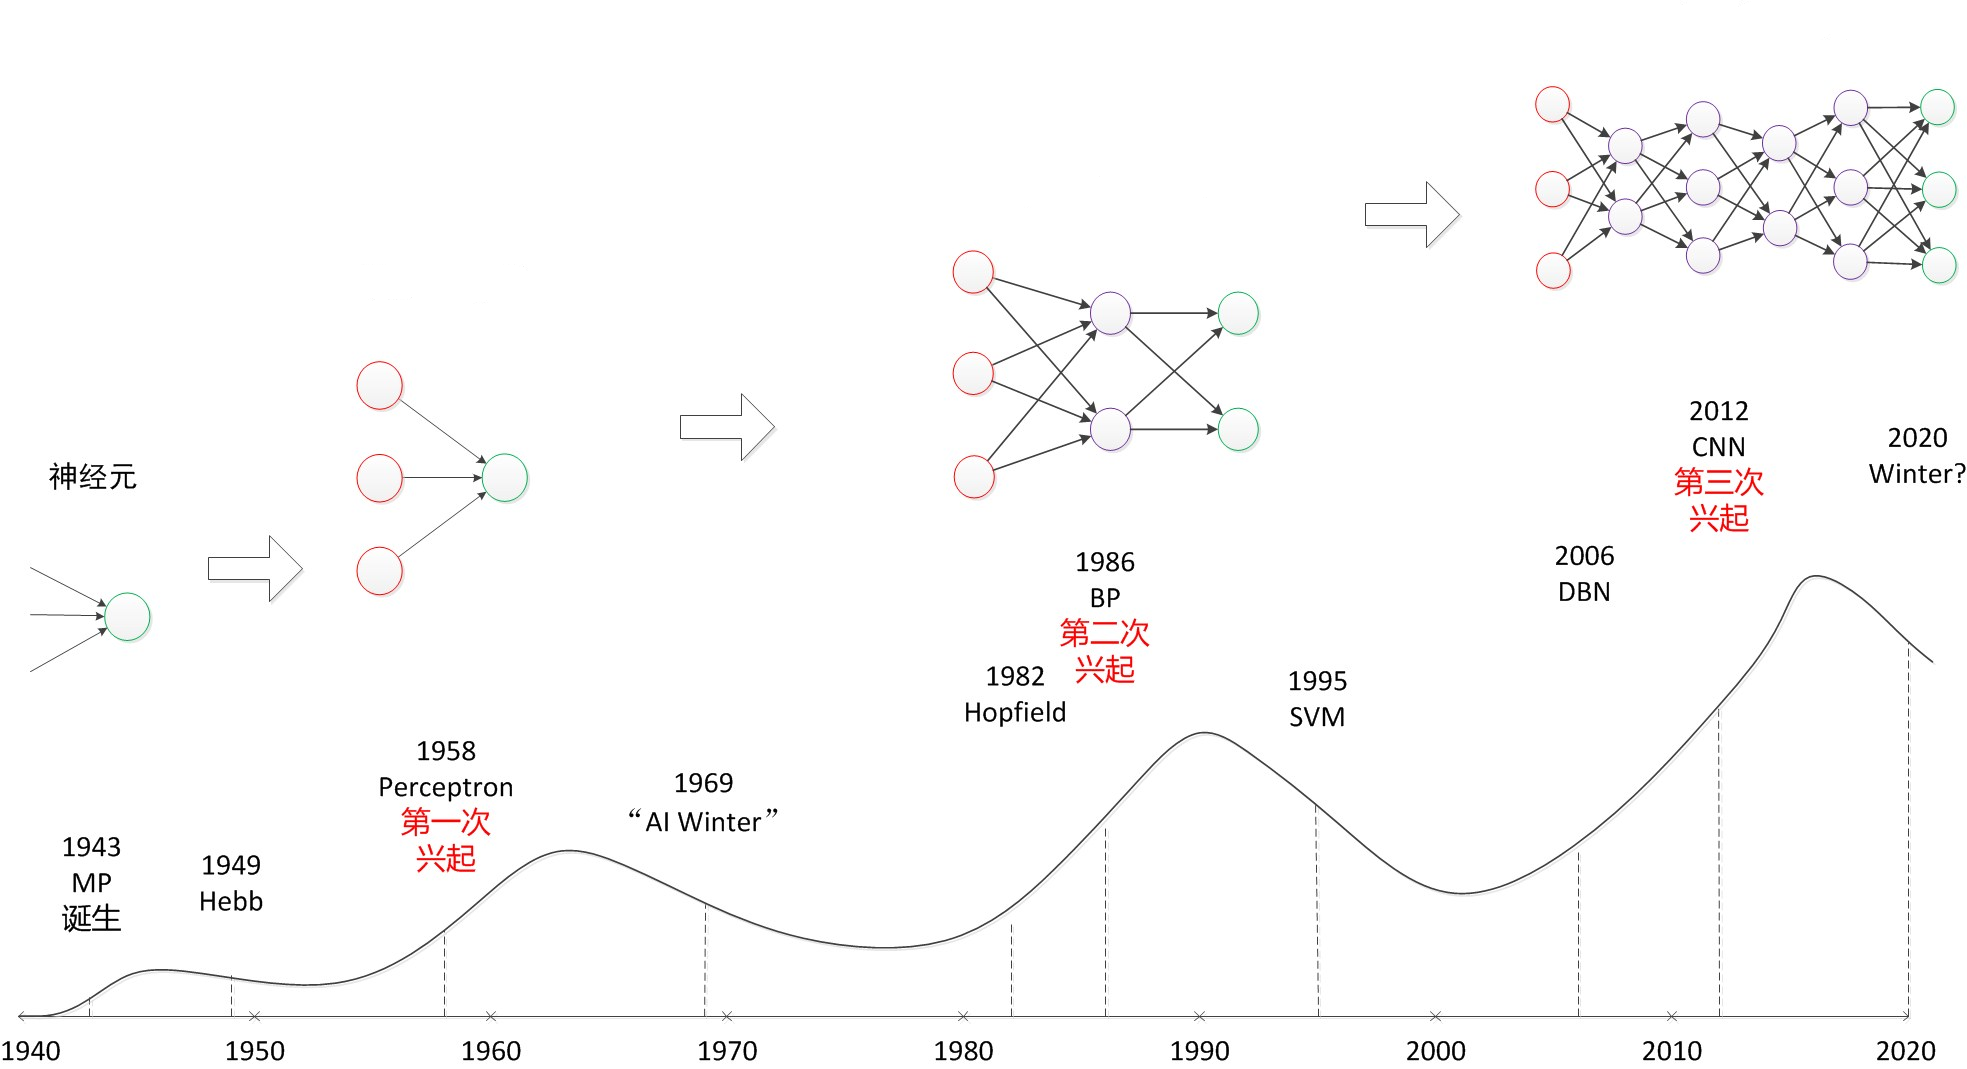 神经元
1943
MP
诞生
1949
Hebb
1958
Perceptron
第一次
兴起
1969
“AI Winter”
1982
Hopfield
1986
BP
第二次
兴起
1995
SVM
2006
DBN
2012
CNN
第三次
兴起
2020
Winter?
1940 1950 1960 1970 1980 1990 2000 2010 2020